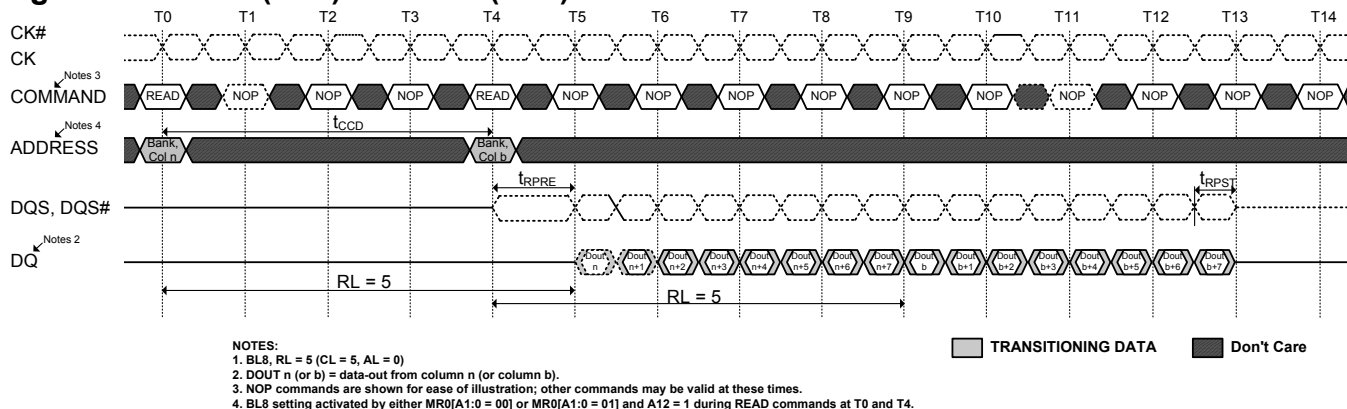 T0 T1 T2 T3 T4 T5 T6 T7 T8 T9 T10 T11 T12 T13 T14
CK#
CK
Notes 3
COMMAND READ NOP NOP NOP READ NOP NOP NOP NOP NOP NOP NOP NOP NOP NOP
Notes 4
tCCD
ADDRESS Bank, Col n Bank, Col b
tRPRE tRPST
DQS, DQS#
Notes 2
DQ Dout n Dout n+1 Dout n+2 Dout n+3 Dout n+4 Dout n+5 Dout n+6 Dout n+7 Dout b Dout b+1 Dout b+2 Dout b+3 Dout b+4 Dout b+5 Dout b+6 Dout b+7
RL = 5 RL = 5
NOTES:
1. BL8, RL = 5 (CL = 5, AL = 0)
2. DOUT n (or b) = data-out from column n (or column b).
3. NOP commands are shown for ease of illustration; other commands may be valid at these times.
4. BL8 setting activated by either MR0[A1:0 = 00] or MR0[A1:0 = 01] and A12 = 1 during READ commands at T0 and T4.
TRANSITIONING DATA Don't Care